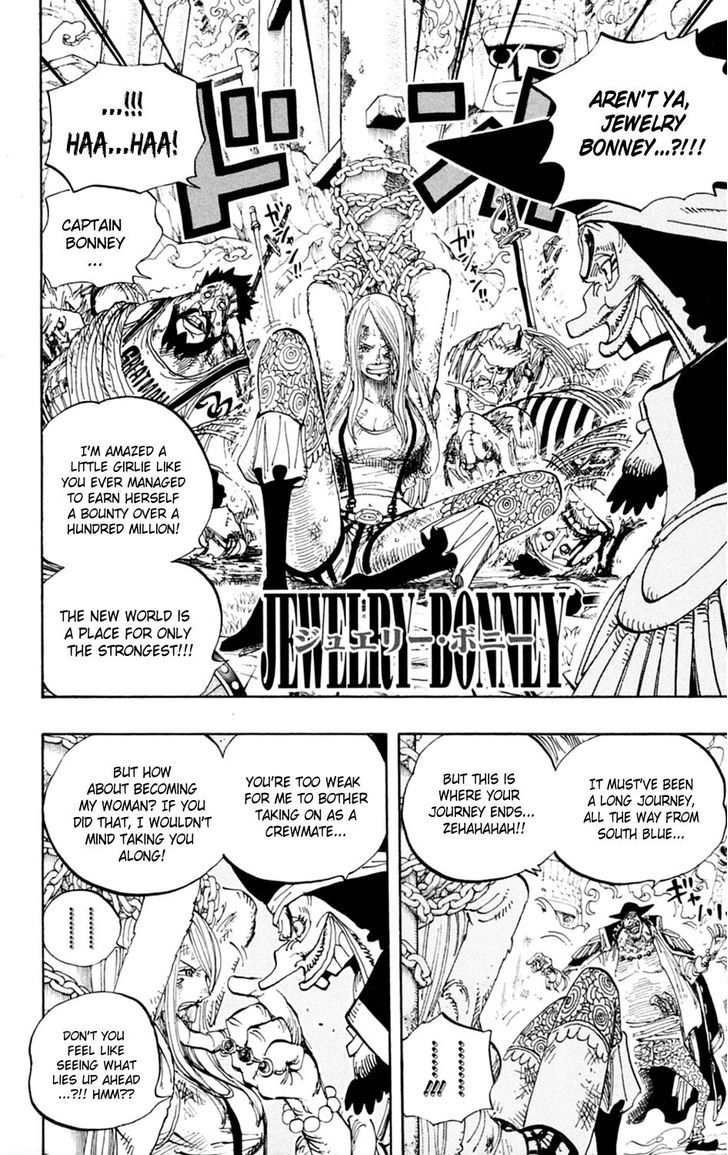 AREN'T YA,
JEWELRY
BONNEY...?!!!
...!!!
HAA...HAA!
CAPTAIN
BONNEY
...
I'M AMAZED A
LITTLE GIRLIE LIKE
YOU EVER MANAGED
TO EARN HERSELF
A BOUNTY OVER A
HUNDRED MILLION!
THE NEW WORLD IS
A PLACE FOR ONLY
THE STRONGEST!!!
ドドン
JEWELRY BONNEY
ジュエリー・ボニー
IT MUST'VE BEEN
A LONG JOURNEY,
ALL THE WAY FROM
SOUTH BLUE...
BUT THIS IS
WHERE YOUR
JOURNEY ENDS...
ZEHAHAHAH!!
!!!
YOU'RE TOO WEAK
FOR ME TO BOTHER
TAKING ON AS A
CREWMATE...
BUT HOW
ABOUT BECOMING
MY WOMAN? IF YOU
DID THAT, I WOULDN'T
MIND TAKING YOU
ALONG!
DON'T YOU
FEEL LIKE
SEEING WHAT
LIES UP AHEAD
...?!! HMM??